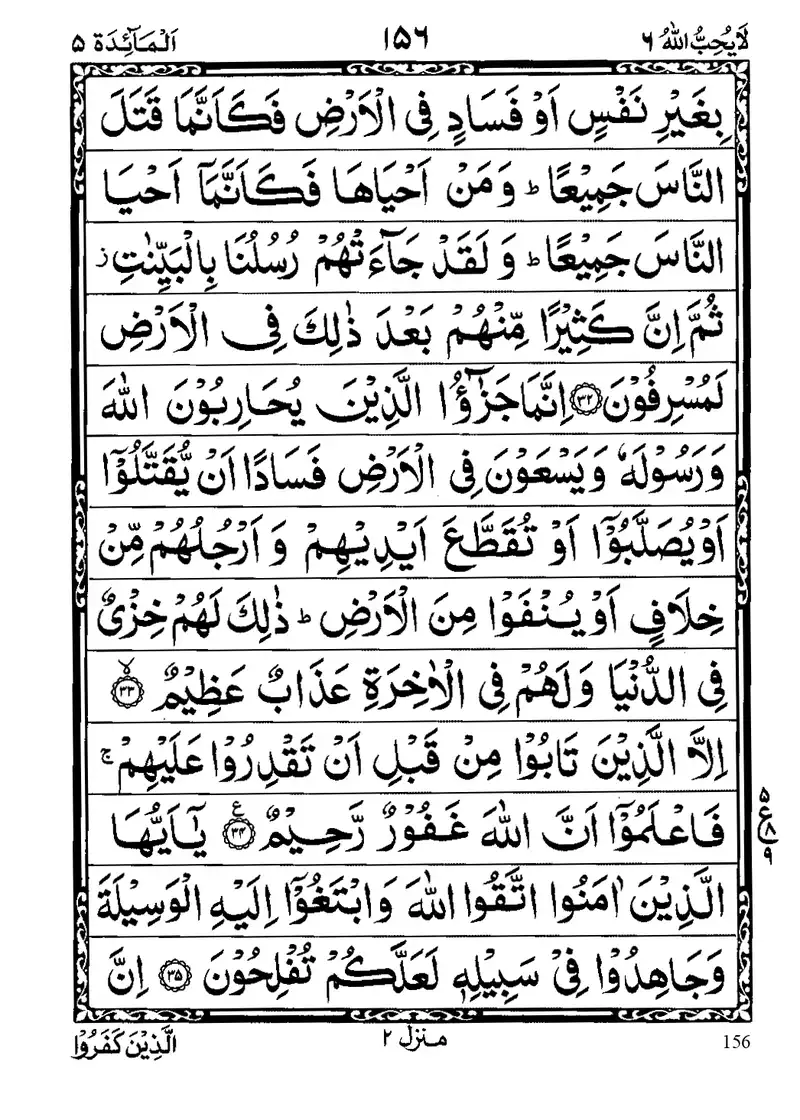 لَا يُحِبُّ اللّٰهُ ٦
١٥٦
اَلْمَآئِدَة ٥
بِغَيْرِ نَفْسٍ اَوْ فَسَادٍ فِى الْاَرْضِ فَكَاَنَّمَا قَتَلَ
النَّاسَ جَمِيْعًا ؕ وَ مَنْ اَحْيَاهَا فَكَاَنَّمَاۤ اَحْيَا
النَّاسَ جَمِيْعًا ؕ وَ لَقَدْ جَآءَتْهُمْ رُسُلُنَا بِالْبَيِّنٰتِ ز
ثُمَّ اِنَّ كَثِيْرًا مِّنْهُمْ بَعْدَ ذٰلِكَ فِى الْاَرْضِ
لَمُسْرِفُوْنَ ﴿٣٢﴾ اِنَّمَا جَزٰٓؤُا الَّذِيْنَ يُحَارِبُوْنَ اللّٰهَ
وَ رَسُوْلَهٗ وَ يَسْعَوْنَ فِى الْاَرْضِ فَسَادًا اَنْ يُّقَتَّلُوْۤا
اَوْ يُصَلَّبُوْۤا اَوْ تُقَطَّعَ اَيْدِيْهِمْ وَ اَرْجُلُهُمْ مِّنْ
خِلَافٍ اَوْ يُنْفَوْا مِنَ الْاَرْضِ ؕ ذٰلِكَ لَهُمْ خِزْىٌ
فِى الدُّنْيَا وَ لَهُمْ فِى الْاٰخِرَةِ عَذَابٌ عَظِيْمٌ ﴿٣٣﴾ ۙ
اِلَّا الَّذِيْنَ تَابُوْا مِنْ قَبْلِ اَنْ تَقْدِرُوْا عَلَيْهِمْ ۚ
فَاعْلَمُوْۤا اَنَّ اللّٰهَ غَفُوْرٌ رَّحِيْمٌ ﴿٣٤﴾ ع يٰۤاَيُّهَا
٥
ع ٨
٩
الَّذِيْنَ اٰمَنُوا اتَّقُوا اللّٰهَ وَ ابْتَغُوْۤا اِلَيْهِ الْوَسِيْلَةَ
وَ جَاهِدُوْا فِىْ سَبِيْلِهٖ لَعَلَّكُمْ تُفْلِحُوْنَ ﴿٣٥﴾ اِنَّ
الَّذِيْنَ كَفَرُوْا
منزل ٢
156